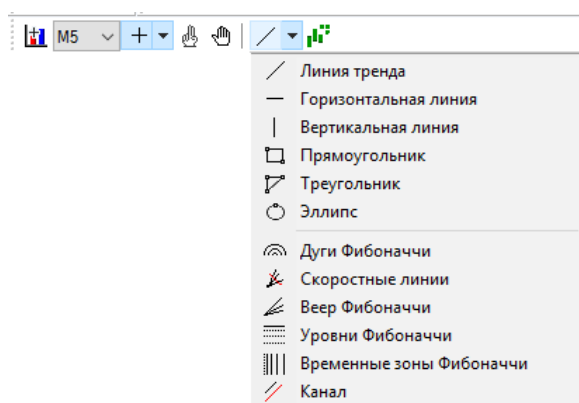 M5
Линия тренда
Горизонтальная линия
Вертикальная линия
Прямоугольник
Треугольник
Эллипс
Дуги Фибоначчи
Скоростные линии
Веер Фибоначчи
Уровни Фибоначчи
Временные зоны Фибоначчи
Канал